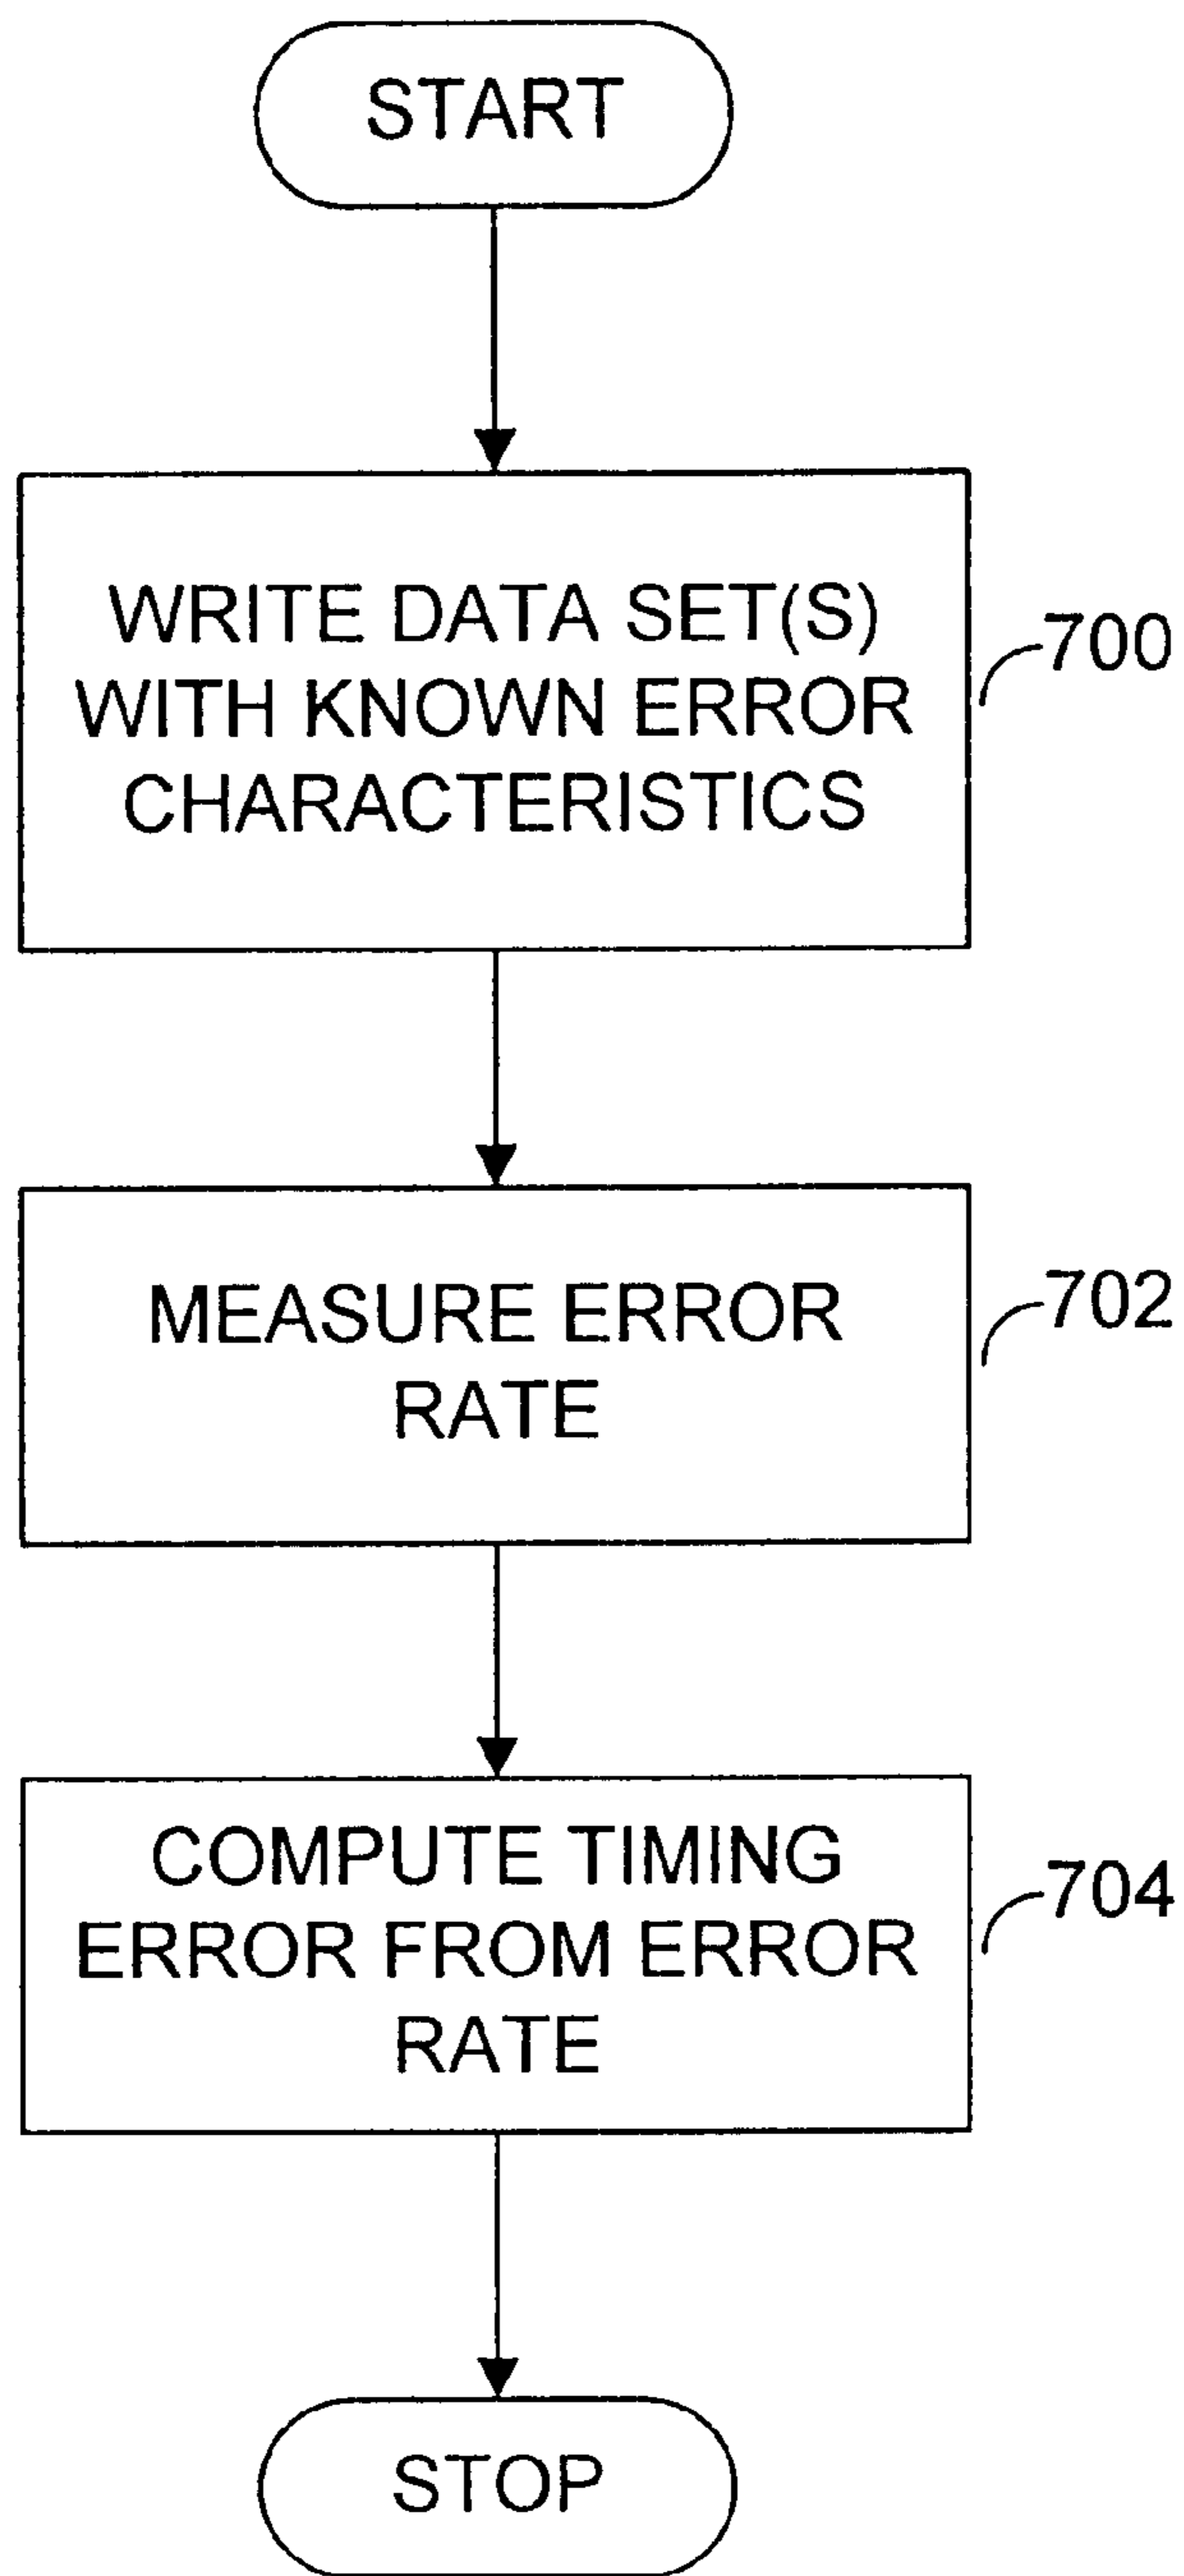 START
WRITE DATA SET(S)
WITH KNOWN ERROR
CHARACTERISTICS
700
MEASURE ERROR
RATE
702
COMPUTE TIMING
ERROR FROM ERROR
RATE
704
STOP